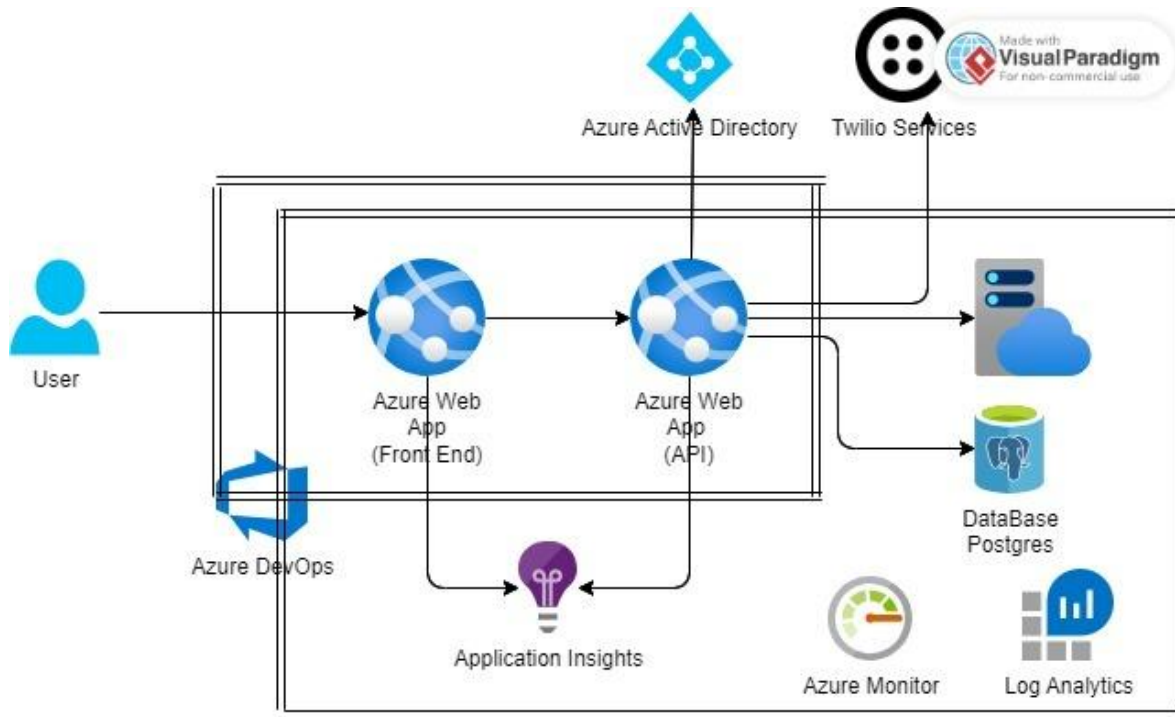 Made with
Visual Paradigm
For non-commercial use
Azure Active Directory
Twilio Services
User
Azure Web
App
(Front End)
Azure Web
App
(API)
DataBase
Postgres
Azure DevOps
Application Insights
Azure Monitor
Log Analytics